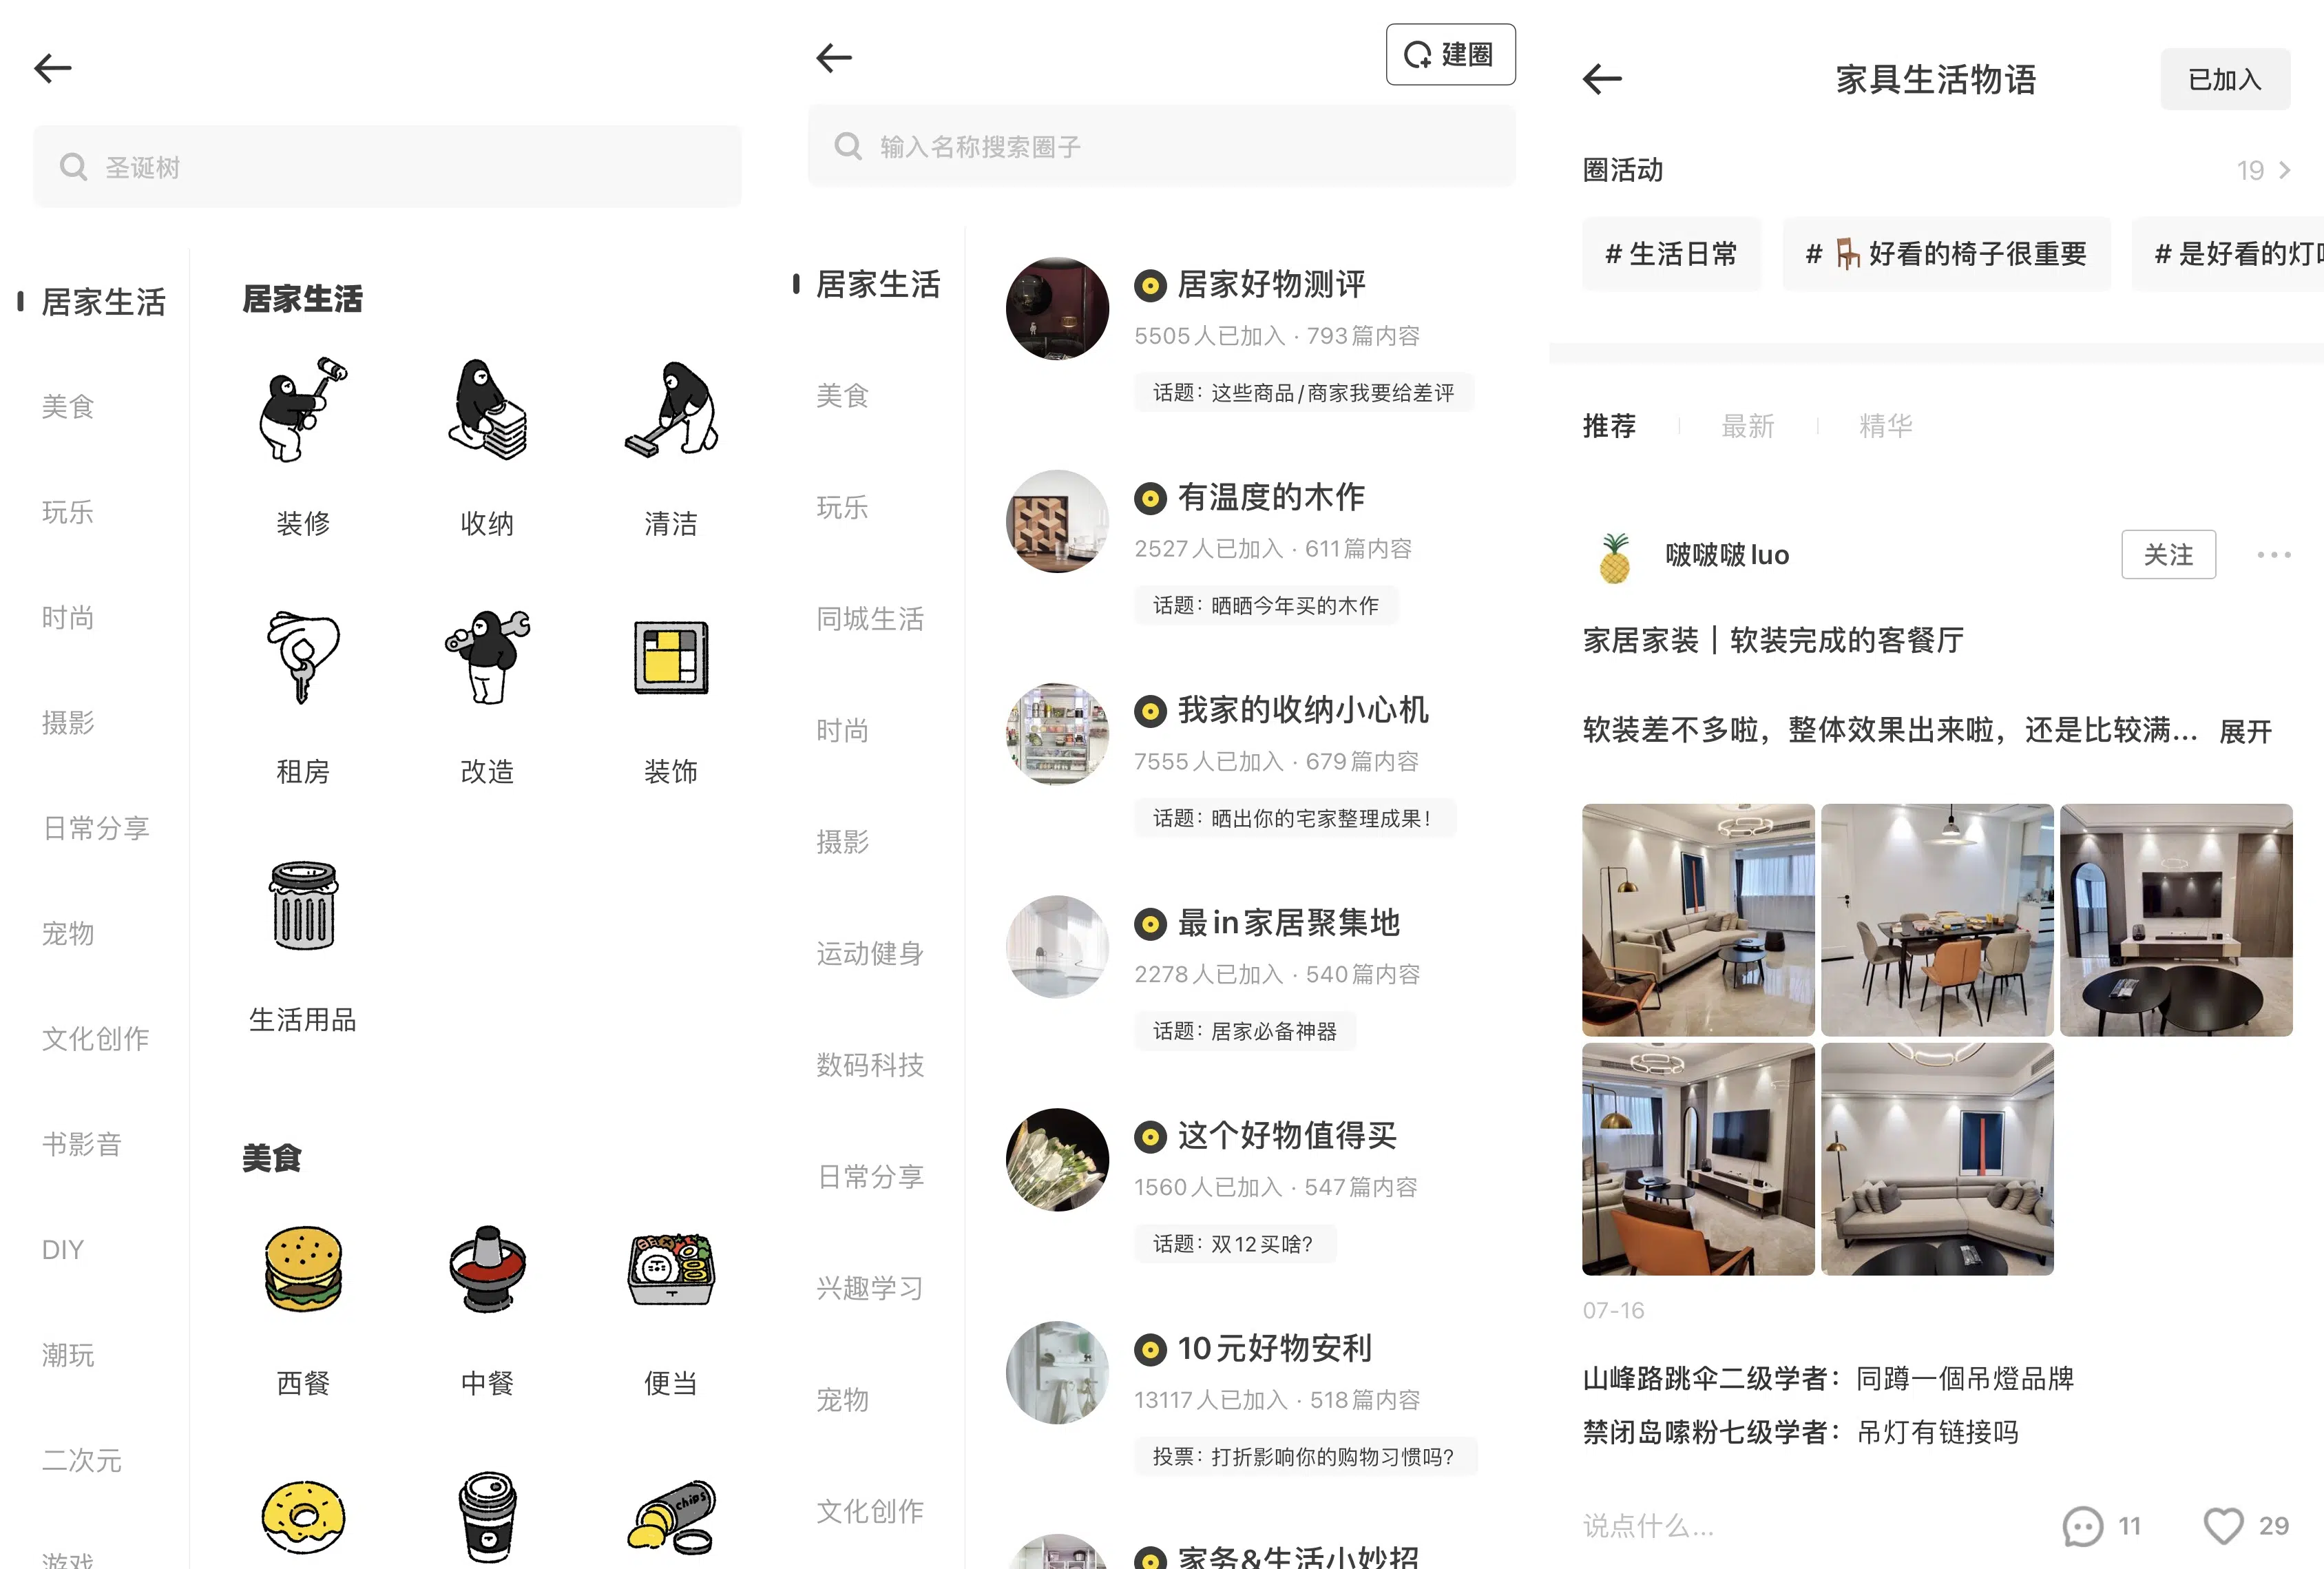 圣诞树
居家生活
美食
玩乐
时尚
摄影
日常分享
宠物
文化创作
书影音
DIY
潮玩
二次元
游戏
居家生活
装修
收纳
清洁
租房
改造
装饰
生活用品
美食
西餐
中餐
便当
chips
建圈
输入名称搜索圈子
居家生活
美食
玩乐
同城生活
时尚
摄影
运动健身
数码科技
日常分享
兴趣学习
宠物
文化创作
居家好物测评
5505人已加入 · 793篇内容
话题：这些商品/商家我要给差评
有温度的木作
2527人已加入 · 611篇内容
话题：晒晒今年买的木作
我家的收纳小心机
7555人已加入 · 679篇内容
话题：晒出你的宅家整理成果！
最in家居聚集地
2278人已加入 · 540篇内容
话题：居家必备神器
这个好物值得买
1560人已加入 · 547篇内容
话题：双12买啥？
10元好物安利
13117人已加入 · 518篇内容
投票：打折影响你的购物习惯吗？
家务&生活小妙招
家具生活物语
已加入
圈活动
19
# 生活日常
# 好看的椅子很重要
# 是好看的灯
推荐
最新
精华
啵啵啵luo
关注
家居家装｜软装完成的客餐厅
软装差不多啦，整体效果出来啦，还是比较满... 展开
07-16
山峰路跳伞二级学者：同蹲一個吊燈品牌
禁闭岛嗦粉七级学者：吊灯有链接吗
说点什么...
11
29